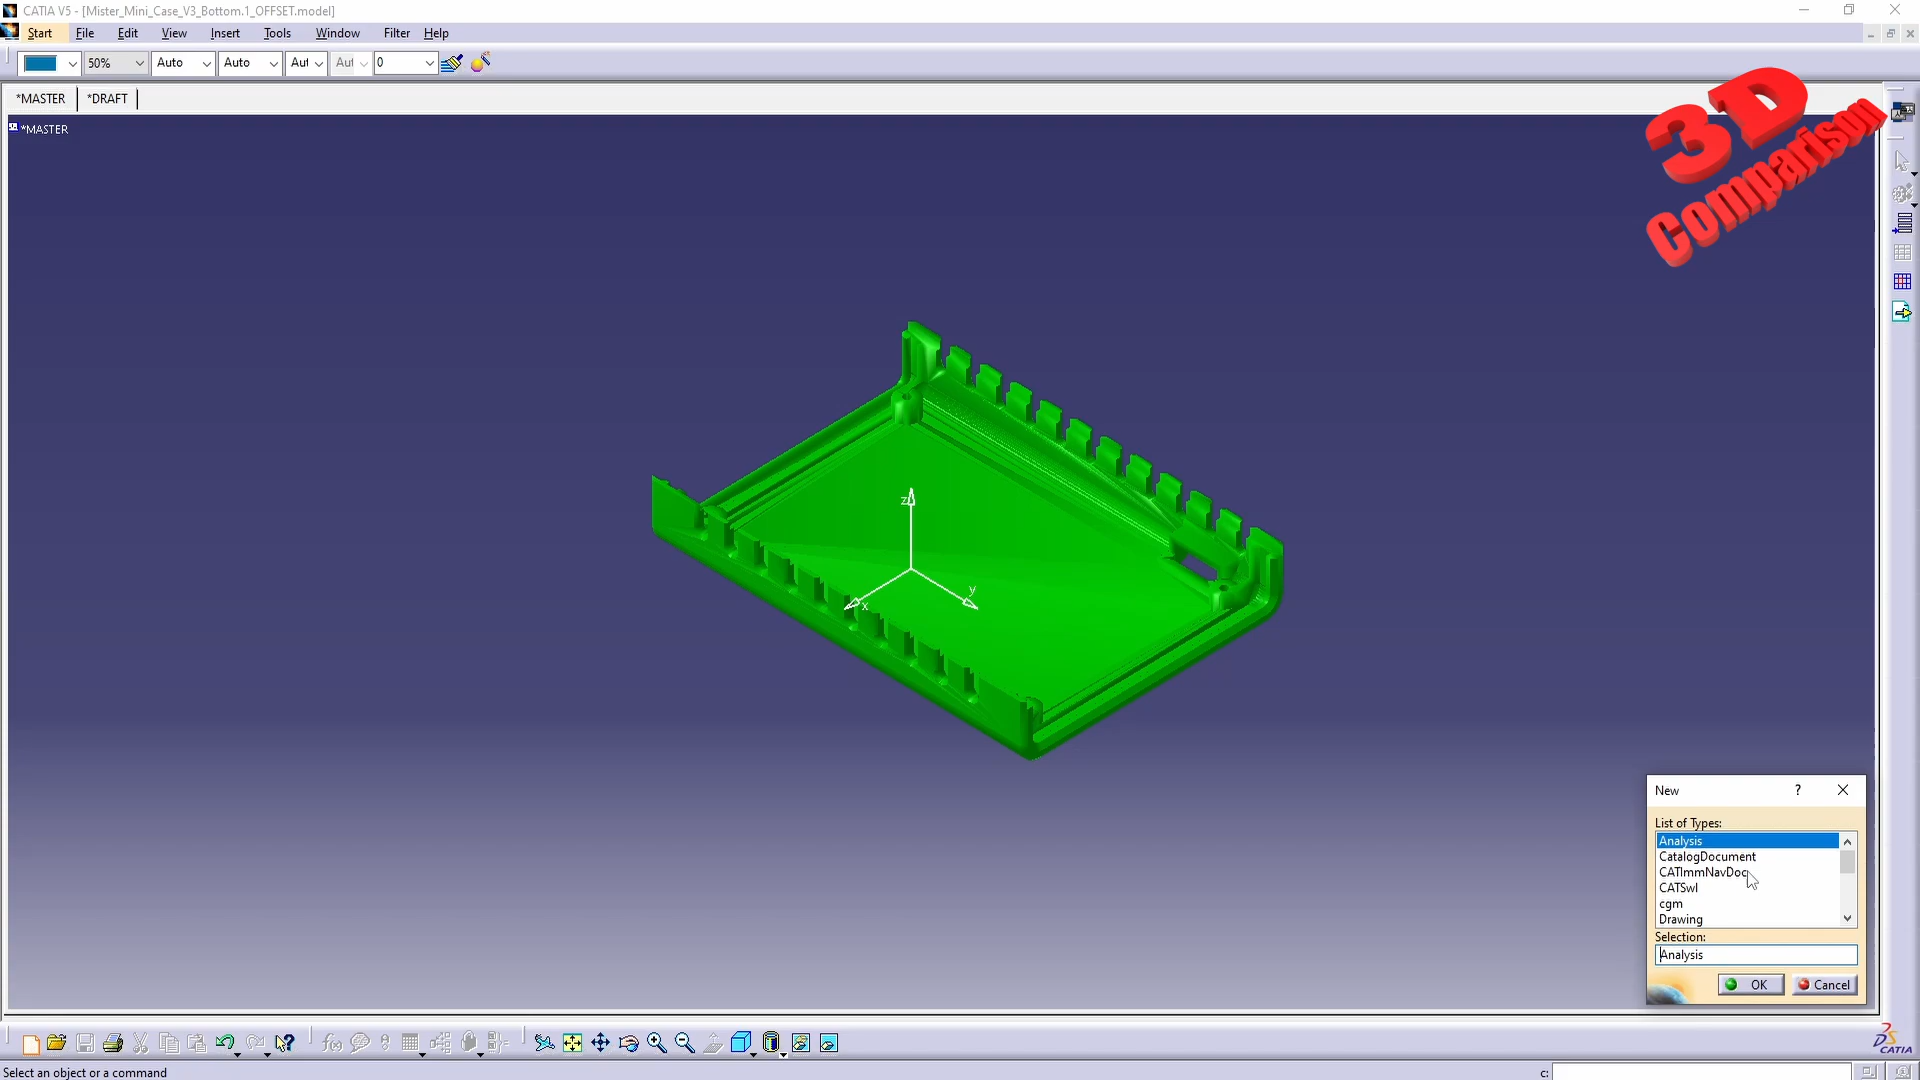 CATIA V5 - [Mister_Mini_Case_V3_Bottom.1_OFFSET.model]
Start File Edit View Insert Tools Window Filter Help
50% Auto Auto Aut Aut 0
*MASTER *DRAFT
*MASTER
3D
Comparison
z
y
x
New ?
List of Types:
Analysis
CatalogDocument
CATImmNavDoc
CATSwl
cgm
Drawing
Selection:
Analysis
OK Cancel
CATIA
Select an object or a command
c: